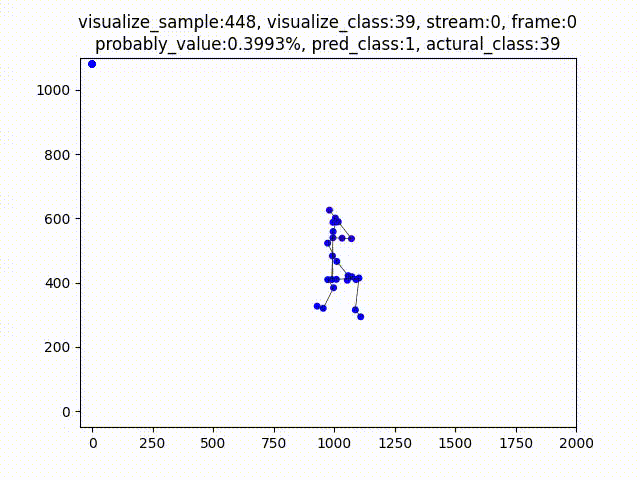 visualize_sample:448, visualize_class:39, stream:0, frame:0
probably_value:0.3993%, pred_class:1, actural_class:39
1000
800
600
400
200
0
0 250 500 750 1000 1250 1500 1750 2000